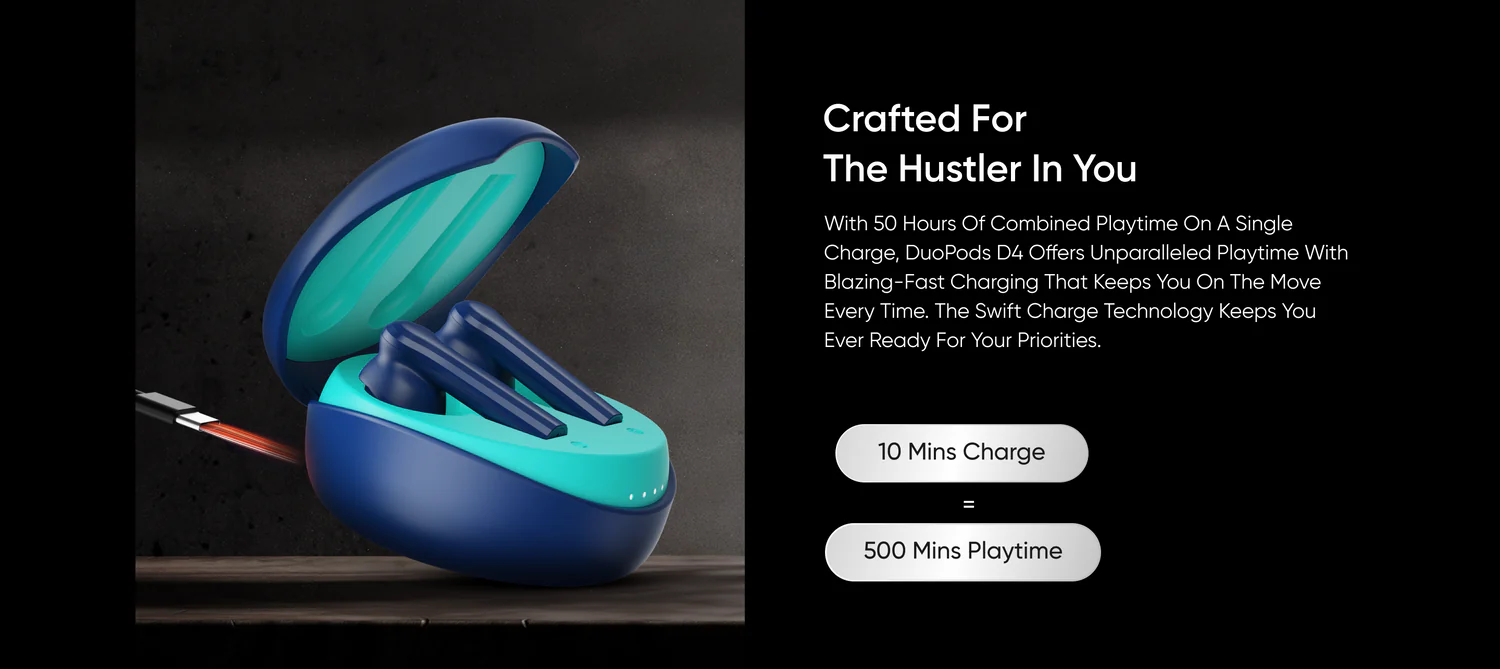 Crafted For
The Hustler In You
With 50 Hours Of Combined Playtime On A Single
Charge, DuoPods D4 Offers Unparalleled Playtime With
Blazing-Fast Charging That Keeps You On The Move
Every Time. The Swift Charge Technology Keeps You
Ever Ready For Your Priorities.
10 Mins Charge
=
500 Mins Playtime